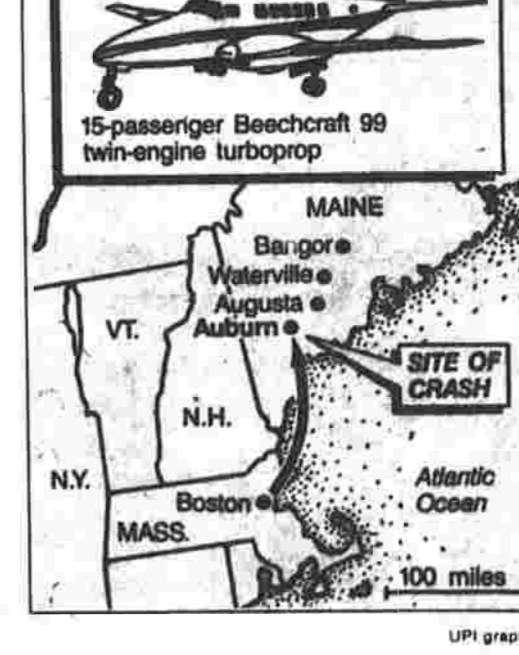 15-passenger Beechcraft 99
twin-engine turboprop
MAINE
Bangor
Waterville
Augusta
Auburn
VT.
SITE OF
CRASH
N.H.
N.Y.
Atlantic
Ocean
Boston
MASS.
100 miles
UPI grap